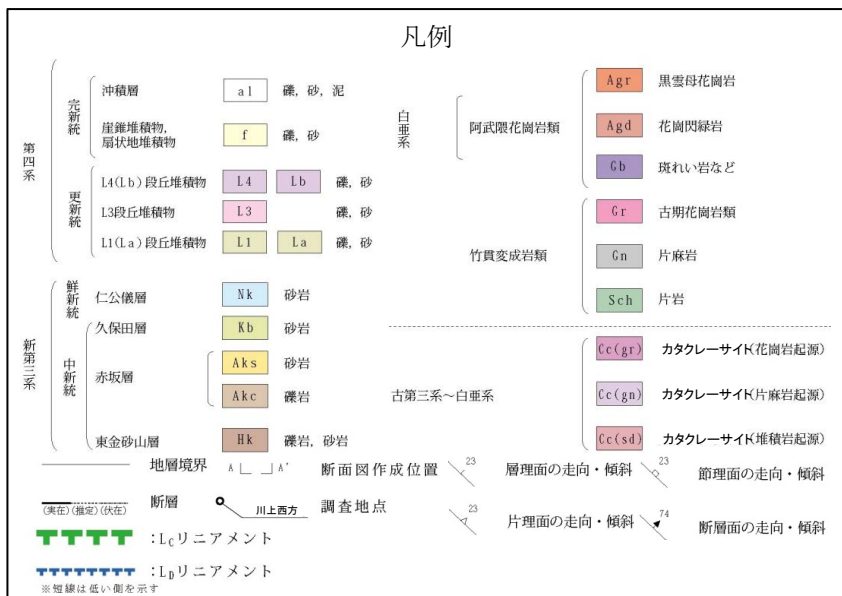 凡例
第四系
完新統
沖積層 al 礫, 砂, 泥
崖錐堆積物,
扇状地堆積物 f 礫, 砂
更新統
L4(Lb)段丘堆積物 L4 Lb 礫, 砂
L3段丘堆積物 L3 礫, 砂
L1(La)段丘堆積物 L1 La 礫, 砂
新第三系
鮮新統
仁公儀層 Nk 砂岩
中新統
久保田層 Kb 砂岩
赤坂層 Aks 砂岩
Akc 礫岩
東金砂山層 Hk 礫岩, 砂岩
白亜系
阿武隈花崗岩類
Agr 黒雲母花崗岩
Agd 花崗閃緑岩
Gb 斑れい岩など
竹貫変成岩類
Gr 古期花崗岩類
Gn 片麻岩
Sch 片岩
古第三系~白亜系
Cc(gr) カタクレーサイト(花崗岩起源)
Cc(gn) カタクレーサイト(片麻岩起源)
Cc(sd) カタクレーサイト(堆積岩起源)
地層境界 A A' 断面図作成位置 23 層理面の走向・傾斜 23 節理面の走向・傾斜
(実在)(推定)(伏在) 断層 川上西方 調査地点 23 片理面の走向・傾斜 74 断層面の走向・傾斜
:LCリニアメント
:LDリニアメント
※短線は低い側を示す